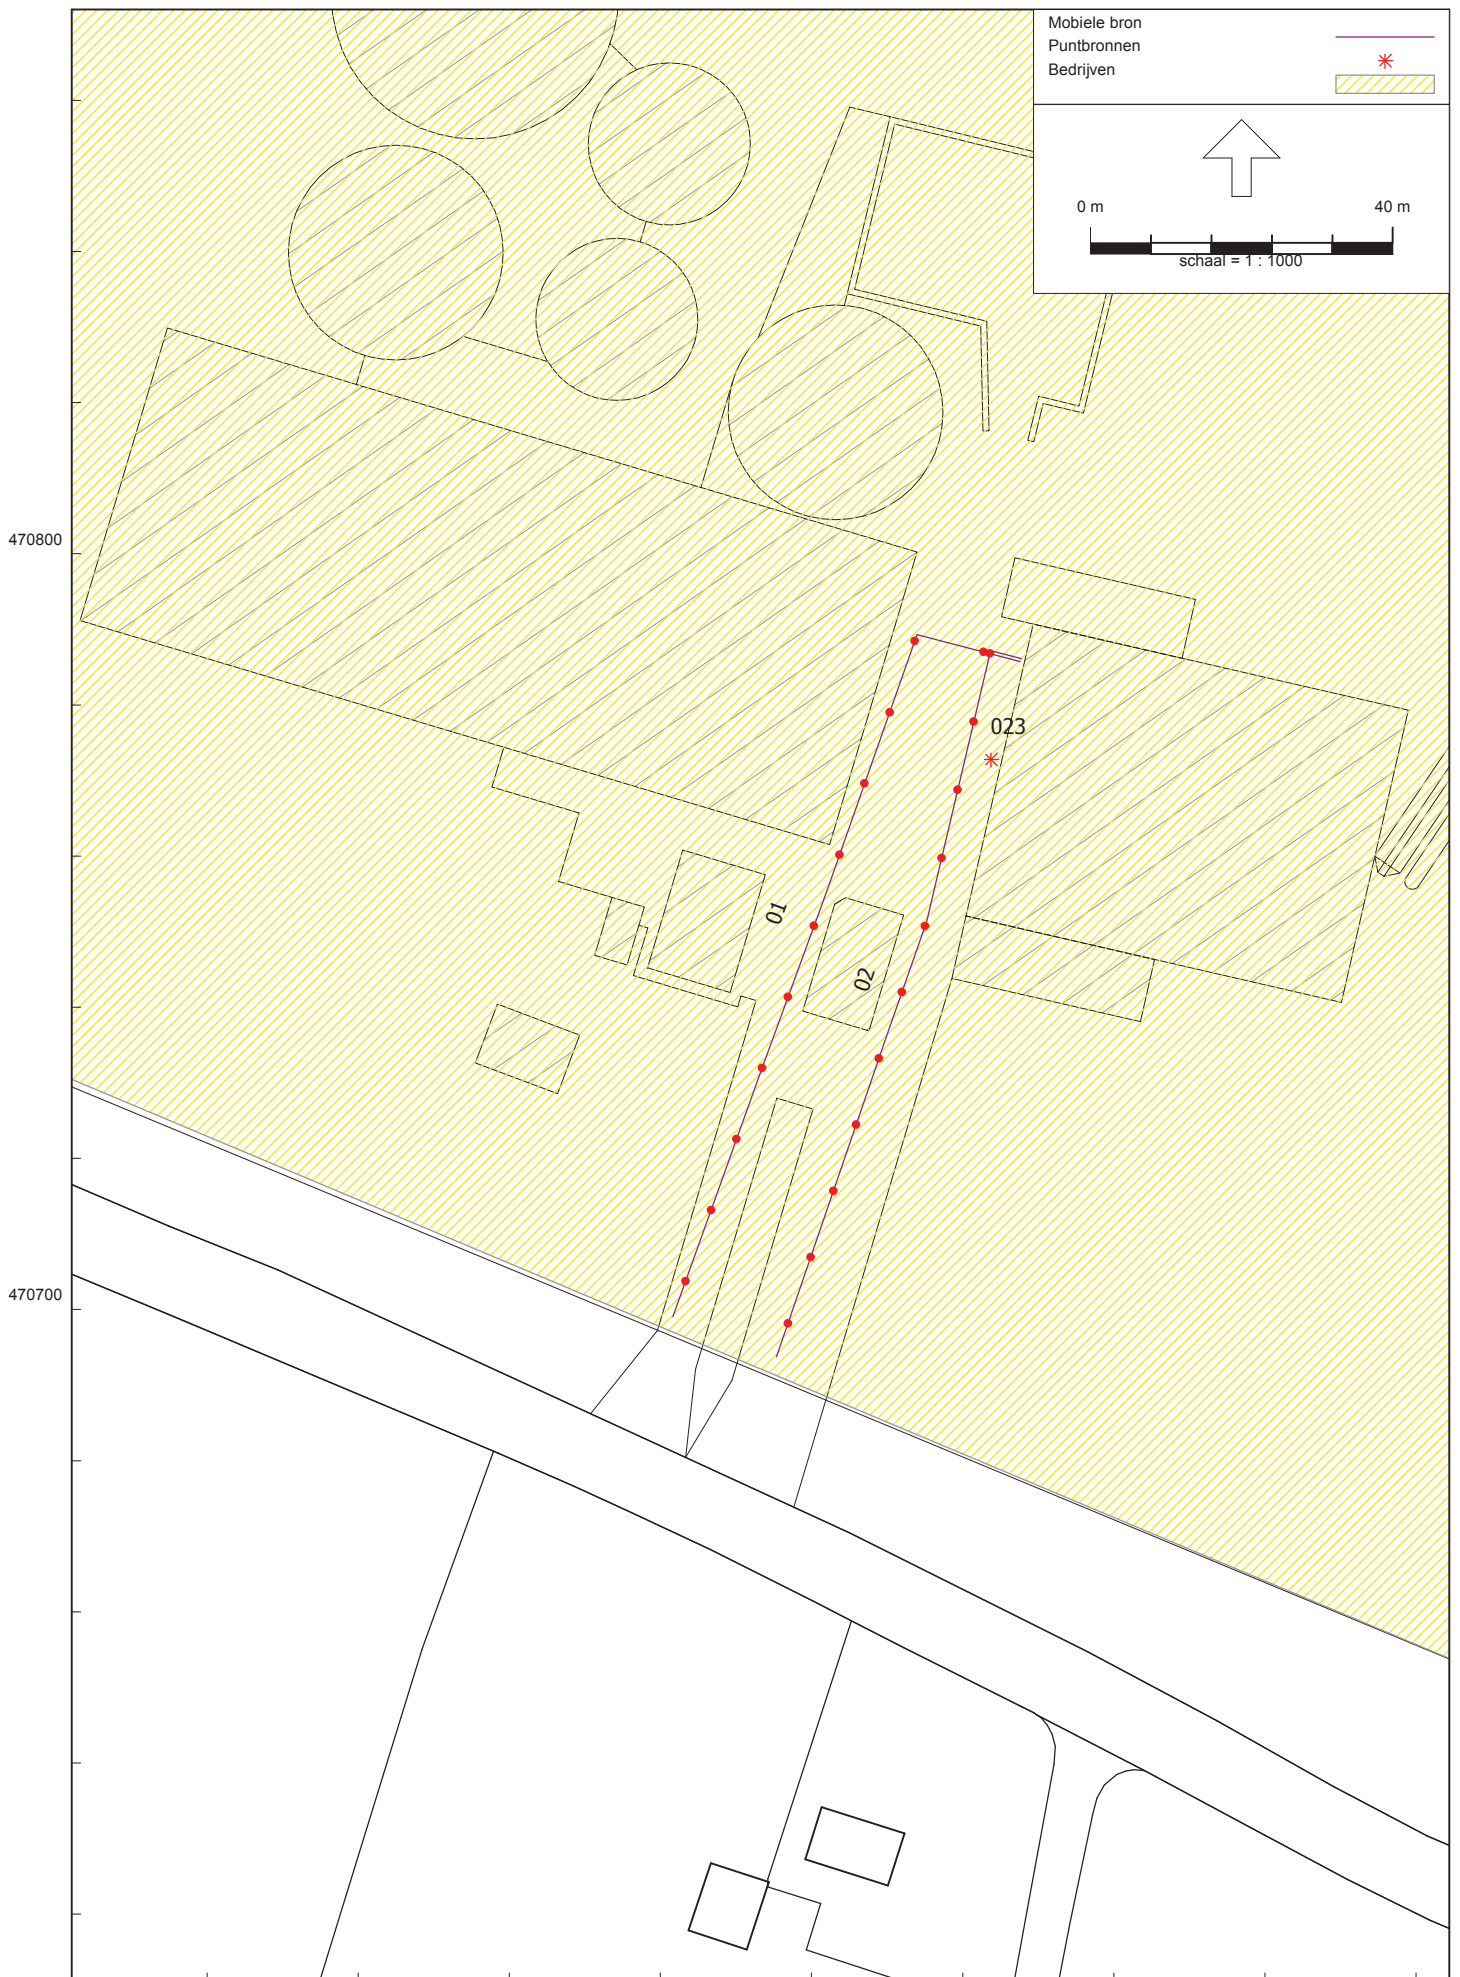 Mobiele bron
Puntbronnen
Bedrijven
0 m 40 m
schaal = 1 : 1000
470800
023
01
02
470700